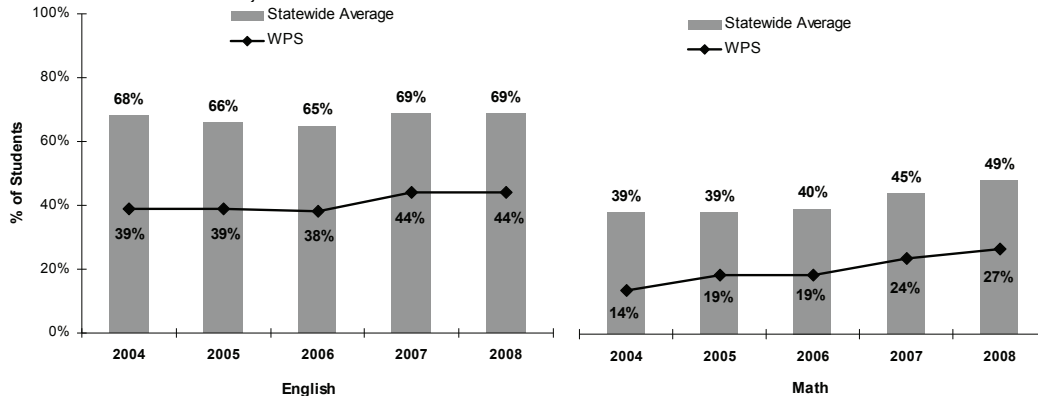 100%
80%
60%
40%
20%
0%
% of Students
Statewide Average
WPS
68% 66% 65% 69% 69%
39% 39% 38% 44% 44%
2004 2005 2006 2007 2008
English
Statewide Average
WPS
39% 39% 40% 45% 49%
14% 19% 19% 24% 27%
2004 2005 2006 2007 2008
Math